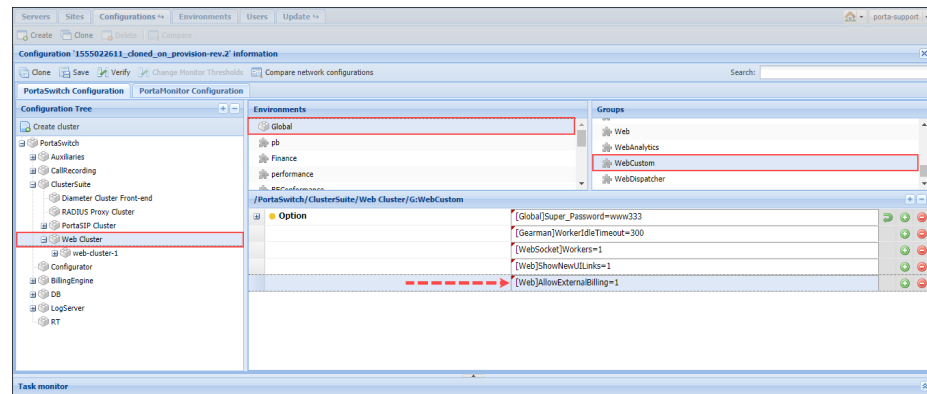 Servers Sites Configurations Environments Users Update porta-support
Create Clone Delete Compare
Configuration '1555022611_cloned_on_provision-rev.2' information
Clone Save Verify Change Monitor Thresholds Compare network configurations Search:
PortaSwitch Configuration PortaMonitor Configuration
Configuration Tree Environments Groups
Create cluster
Global
pb
Finance
performance
Web
WebAnalytics
WebCustom
WebDispatcher
PortaSwitch
Auxiliaries
CallRecording
ClusterSuite
Diameter Cluster Front-end
RADIUS Proxy Cluster
PortaSIP Cluster
Web Cluster
web-cluster-1
Configurator
BillingEngine
DB
LogServer
RT
/PortaSwitch/ClusterSuite/Web Cluster/G:WebCustom
Option [Global]Super_Password=www333
[Gearman]WorkerIdleTimeout=300
[WebSocket]Workers=1
[Web]ShowNewUILinks=1
[Web]AllowExternalBilling=1
Task monitor